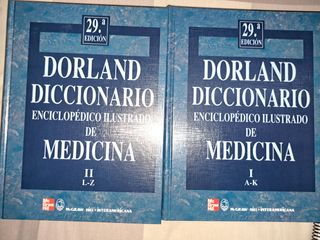 29.ª
EDICIÓN
DORLAND
DICCIONARIO
ENCICLOPÉDICO ILUSTRADO
DE
MEDICINA
II
L-Z
McGRAW-HILL • INTERAMERICANA
29.ª
EDICIÓN
DORLAND
DICCIONARIO
ENCICLOPÉDICO ILUSTRADO
DE
MEDICINA
I
A-K
McGRAW-HILL • INTERAMERICANA